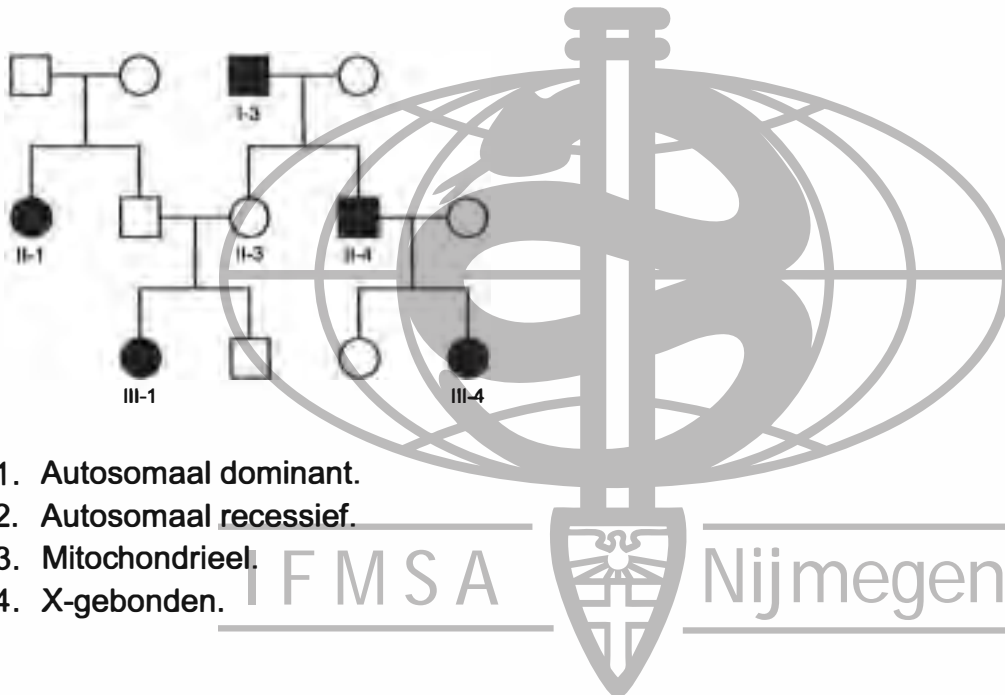 I-3
II-1
II-3
II-4
III-1
III-4
1. Autosomaal dominant.
2. Autosomaal recessief.
3. Mitochondrieel.
4. X-gebonden.
IFMSA Nijmegen